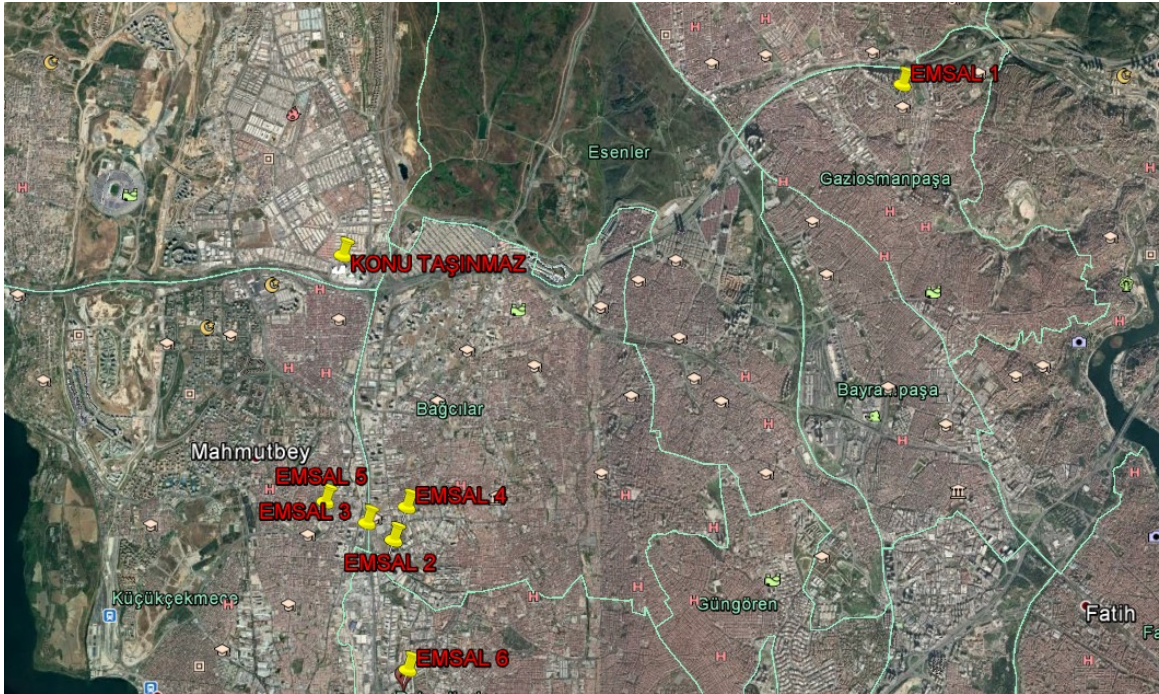 EMSAL 1
Esenler
Gaziosmanpaşa
KONU TAŞINMAZ
Bayrampaşa
Bağcılar
Mahmutbey
EMSAL 5
EMSAL 4
EMSAL 3
EMSAL 2
Küçükçekmece
Güngören
Fatih
EMSAL 6